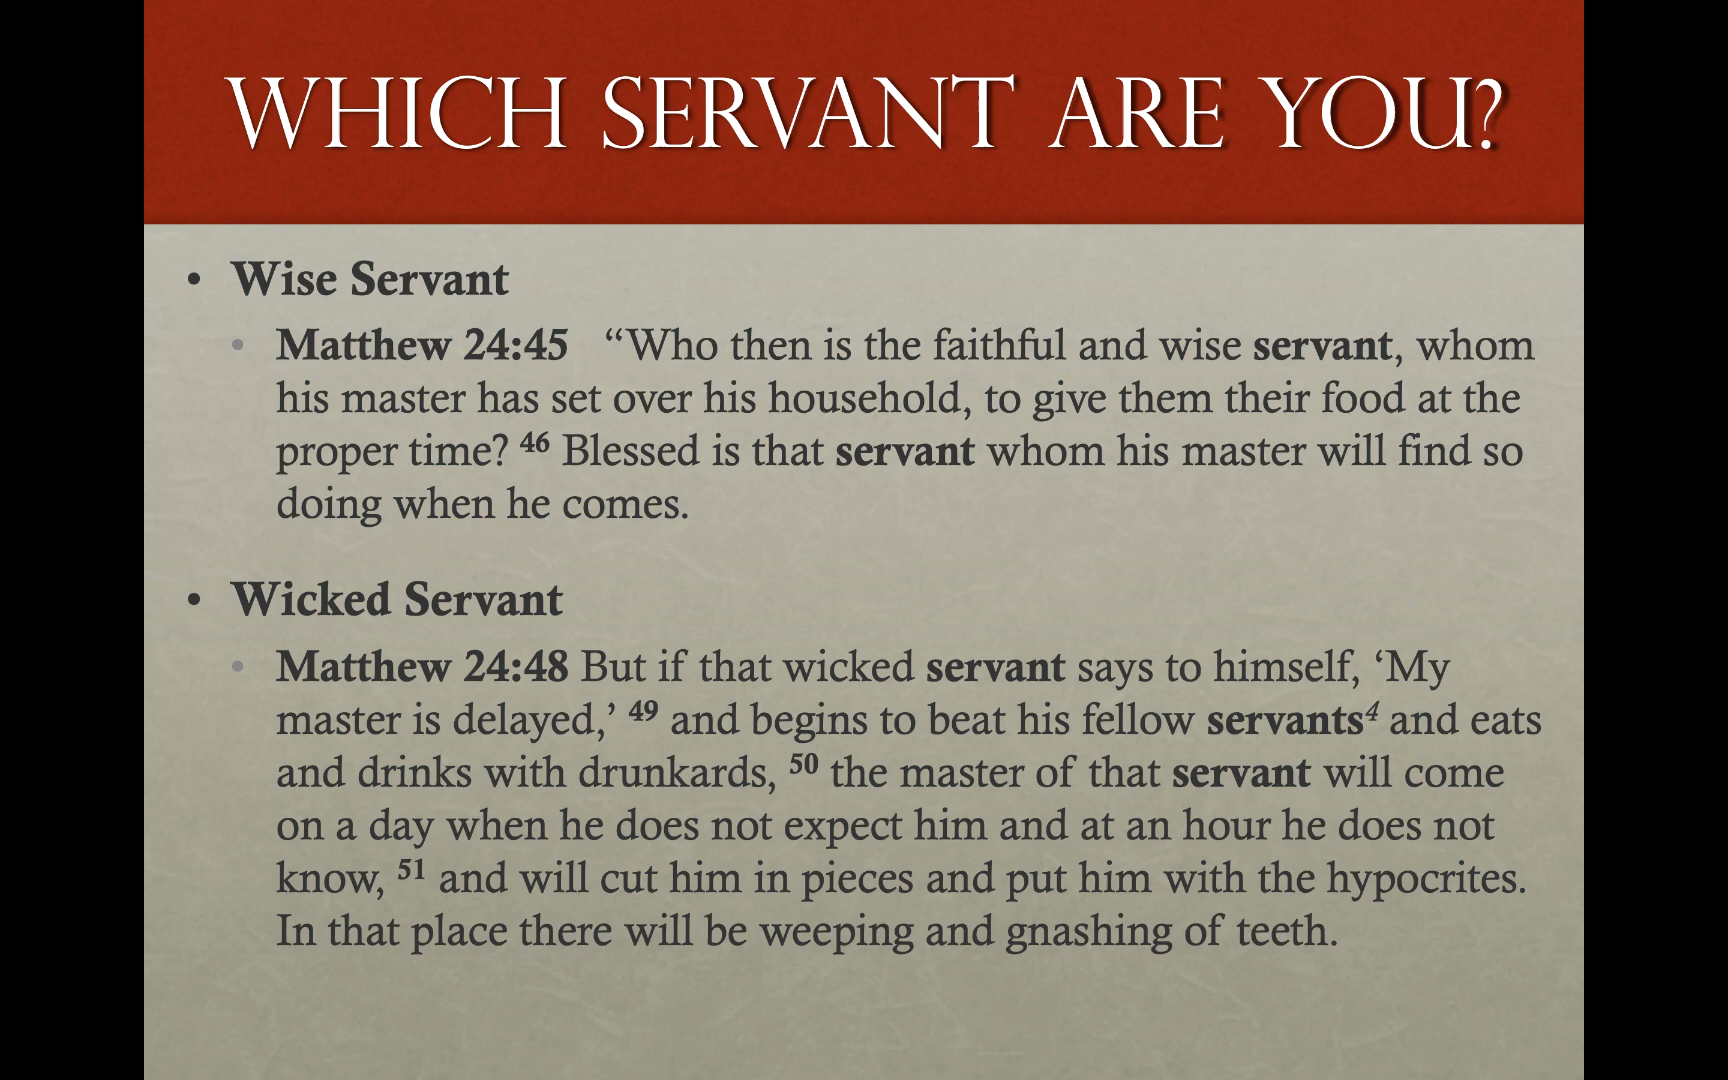 WHICH SERVANT ARE YOU?
• Wise Servant
• Matthew 24:45 “Who then is the faithful and wise servant, whom
his master has set over his household, to give them their food at the
proper time? 46 Blessed is that servant whom his master will find so
doing when he comes.
• Wicked Servant
• Matthew 24:48 But if that wicked servant says to himself, ‘My
master is delayed,’ 49 and begins to beat his fellow servants4 and eats
and drinks with drunkards, 50 the master of that servant will come
on a day when he does not expect him and at an hour he does not
know, 51 and will cut him in pieces and put him with the hypocrites.
In that place there will be weeping and gnashing of teeth.